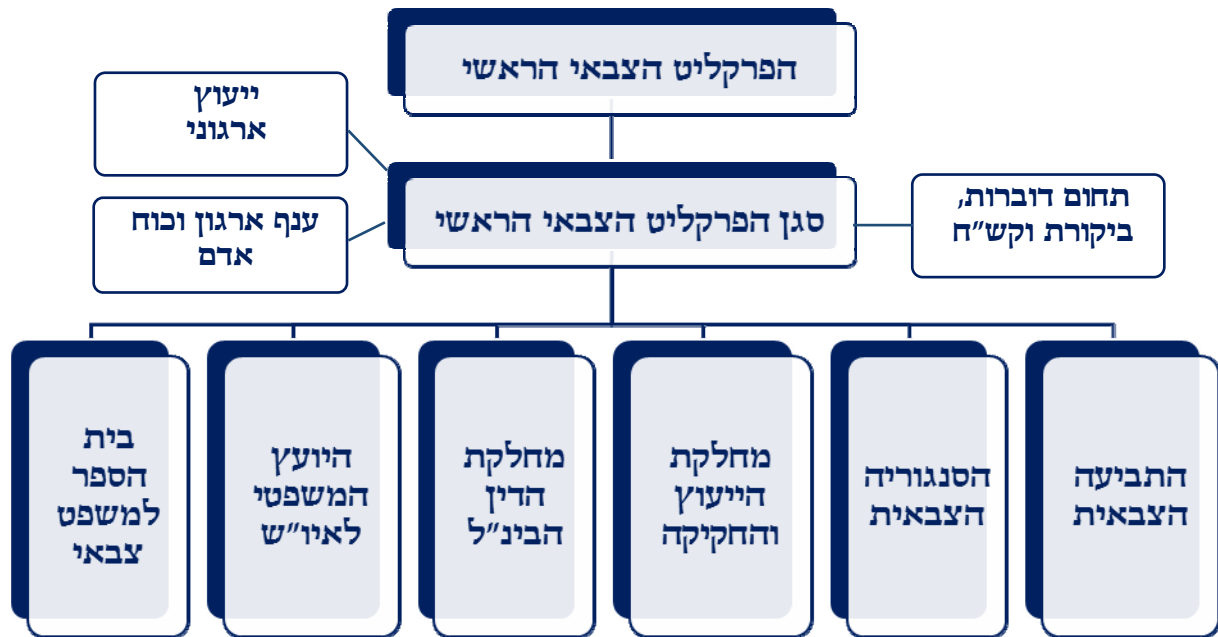 הפרקליט הצבאי הראשי
ייעוץ
ארגוני
סגן הפרקליט הצבאי הראשי
תחום דוברות,
ביקורת וקש"ח
ענף ארגון וכוח
אדם
התביעה
הצבאית
הסנגוריה
הצבאית
מחלקת
הייעוץ
והחקיקה
מחלקת
הדין
הבינ"ל
היועץ
המשפטי
לאיו"ש
בית
הספר
למשפט
צבאי